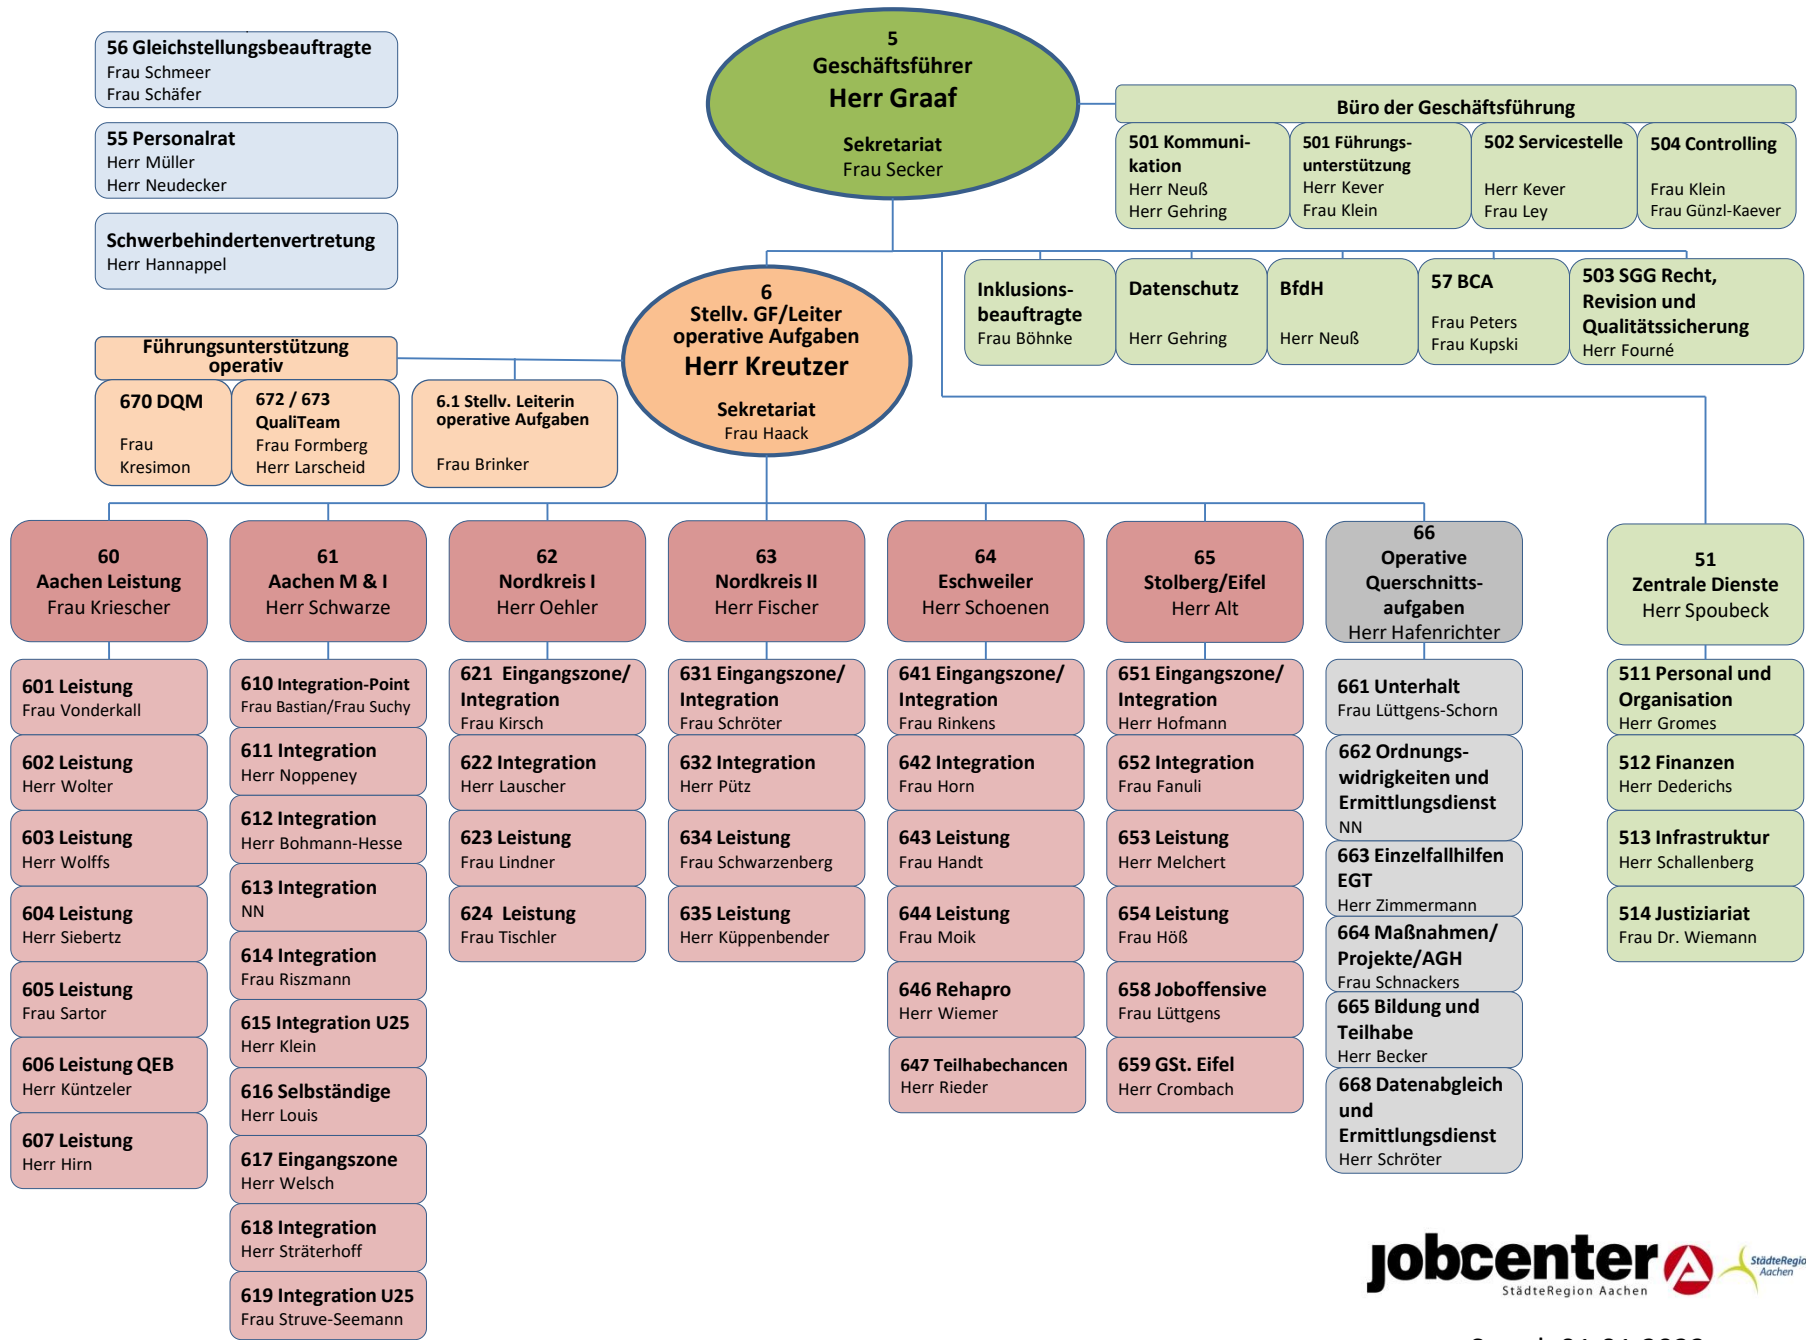 56 Gleichstellungsbeauftragte
Frau Schmeer
Frau Schäfer
55 Personalrat
Herr Müller
Herr Neudecker
Schwerbehindertenvertretung
Herr Hannappel
5
Geschäftsführer
Herr Graaf
Sekretariat
Frau Secker
Büro der Geschäftsführung
501 Kommuni-
kation
Herr Neuß
Herr Gehring
501 Führungs-
unterstützung
Herr Kever
Frau Klein
502 Servicestelle
Herr Kever
Frau Ley
504 Controlling
Frau Klein
Frau Günzl-Kaever
Inklusions-
beauftragte
Frau Böhnke
Datenschutz
Herr Gehring
BfdH
Herr Neuß
57 BCA
Frau Peters
Frau Kupski
503 SGG Recht,
Revision und
Qualitätssicherung
Herr Fourné
6
Stellv. GF/Leiter
operative Aufgaben
Herr Kreutzer
Sekretariat
Frau Haack
Führungsunterstützung
operativ
670 DQM
Frau
Kresimon
672 / 673
QualiTeam
Frau Formberg
Herr Larscheid
6.1 Stellv. Leiterin
operative Aufgaben
Frau Brinker
60
Aachen Leistung
Frau Kriescher
601 Leistung
Frau Vonderkall
602 Leistung
Herr Wolter
603 Leistung
Herr Wolffs
604 Leistung
Herr Siebertz
605 Leistung
Frau Sartor
606 Leistung QEB
Herr Küntzeler
607 Leistung
Herr Hirn
61
Aachen M & I
Herr Schwarze
610 Integration-Point
Frau Bastian/Frau Suchy
611 Integration
Herr Noppeney
612 Integration
Herr Bohmann-Hesse
613 Integration
NN
614 Integration
Frau Riszmann
615 Integration U25
Herr Klein
616 Selbständige
Herr Louis
617 Eingangszone
Herr Welsch
618 Integration
Herr Sträterhoff
619 Integration U25
Frau Struve-Seemann
62
Nordkreis I
Herr Oehler
621 Eingangszone/
Integration
Frau Kirsch
622 Integration
Herr Lauscher
623 Leistung
Frau Lindner
624 Leistung
Frau Tischler
63
Nordkreis II
Herr Fischer
631 Eingangszone/
Integration
Frau Schröter
632 Integration
Herr Pütz
634 Leistung
Frau Schwarzenberg
635 Leistung
Herr Küppenbender
64
Eschweiler
Herr Schoenen
641 Eingangszone/
Integration
Frau Rinkens
642 Integration
Frau Horn
643 Leistung
Frau Handt
644 Leistung
Frau Moik
646 Rehapro
Herr Wiemer
647 Teilhabechancen
Herr Rieder
65
Stolberg/Eifel
Herr Alt
651 Eingangszone/
Integration
Herr Hofmann
652 Integration
Frau Fanuli
653 Leistung
Herr Melchert
654 Leistung
Frau Höß
658 Joboffensive
Frau Lüttgens
659 GSt. Eifel
Herr Crombach
66
Operative
Querschnitts-
aufgaben
Herr Hafenrichter
661 Unterhalt
Frau Lüttgens-Schorn
662 Ordnungs-
widrigkeiten und
Ermittlungsdienst
NN
663 Einzelfallhilfen
EGT
Herr Zimmermann
664 Maßnahmen/
Projekte/AGH
Frau Schnackers
665 Bildung und
Teilhabe
Herr Becker
668 Datenabgleich
und
Ermittlungsdienst
Herr Schröter
51
Zentrale Dienste
Herr Spoubeck
511 Personal und
Organisation
Herr Gromes
512 Finanzen
Herr Dederichs
513 Infrastruktur
Herr Schallenberg
514 Justiziariat
Frau Dr. Wiemann
jobcenter
StädteRegion Aachen
StädteRegio
Aachen